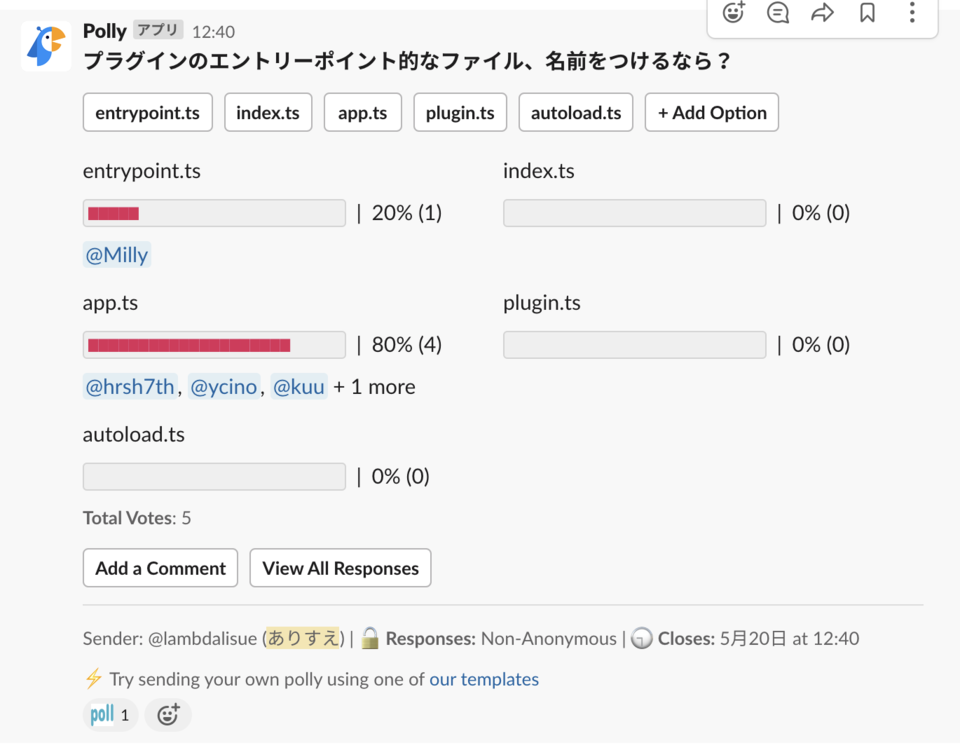 Polly アプリ 12:40
プラグインのエントリーポイント的なファイル、名前をつけるなら？
entrypoint.ts index.ts app.ts plugin.ts autoload.ts + Add Option
entrypoint.ts index.ts
| 20% (1) | 0% (0)
@Milly
app.ts plugin.ts
| 80% (4) | 0% (0)
@hrsh7th, @ycino, @kuu + 1 more
autoload.ts
| 0% (0)
Total Votes: 5
Add a Comment View All Responses
Sender: @lambdalisue (ありすえ) | Responses: Non-Anonymous | Closes: 5月20日 at 12:40
Try sending your own polly using one of our templates
poll 1